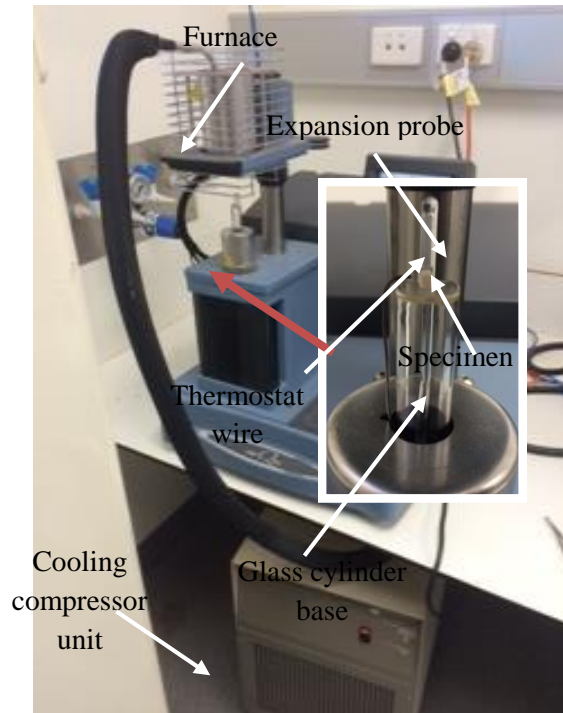 Furnace
Expansion probe
Specimen
Thermostat
wire
Glass cylinder
base
Cooling
compressor
unit